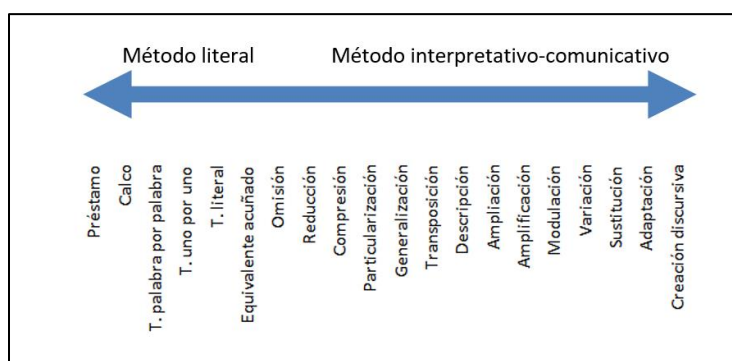 Método literal
Método interpretativo-comunicativo
Préstamo
Calco
T. palabra por palabra
T. uno por uno
T. literal
Equivalente acuñado
Omisión
Reducción
Compresión
Particularización
Generalización
Transposición
Descripción
Ampliación
Amplificación
Modulación
Variación
Sustitución
Adaptación
Creación discursiva